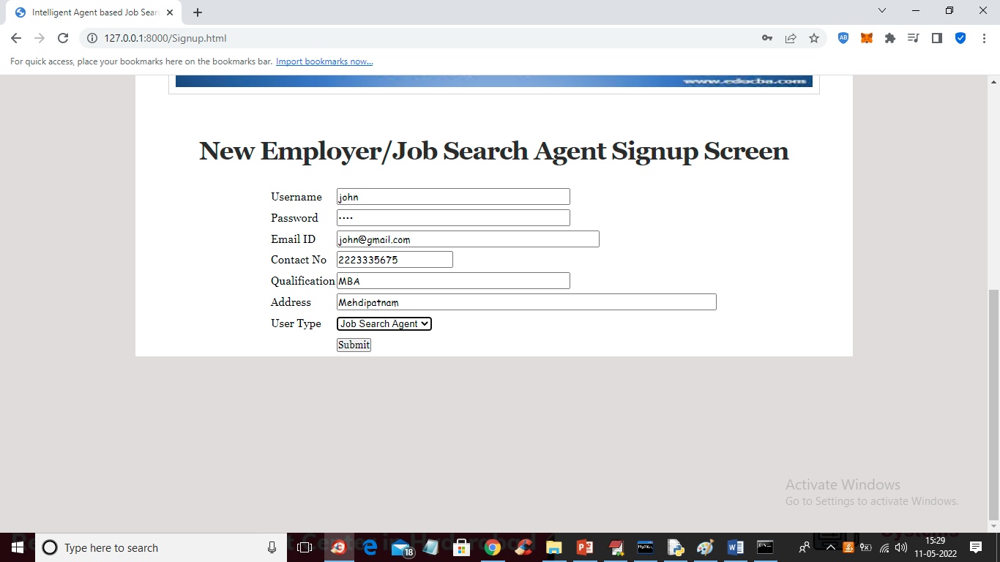 Intelligent Agent based Job Sear
127.0.0.1:8000/Signup.html
AB
For quick access, place your bookmarks here on the bookmarks bar. Import bookmarks now...
www.educba.com
New Employer/Job Search Agent Signup Screen
Username john
Password ····
Email ID john@gmail.com
Contact No 2223335675
Qualification MBA
Address Mehdipatnam
User Type Job Search Agent
Submit
Activate Windows
Go to Settings to activate Windows.
Type here to search
18
15:29
11-05-2022